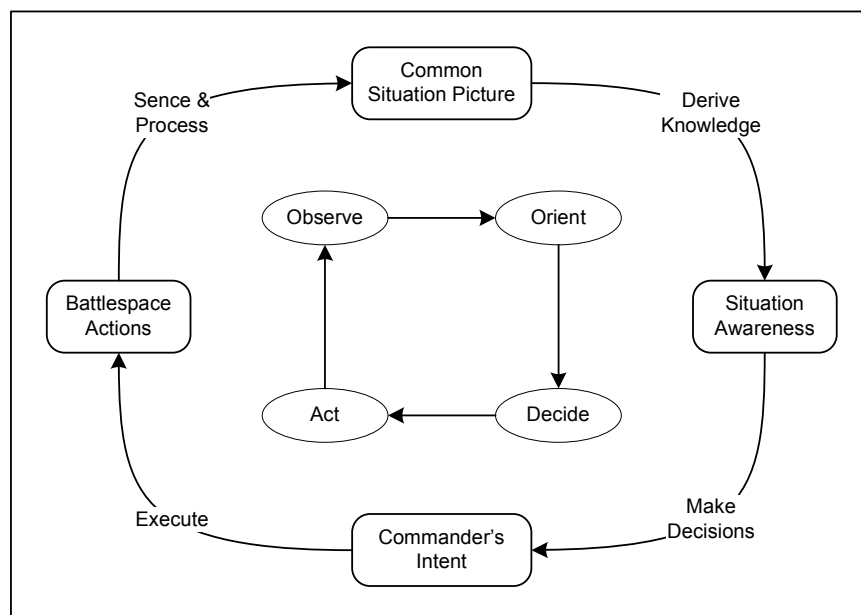 Common
Situation Picture
Sence &
Process
Derive
Knowledge
Observe
Orient
Battlespace
Actions
Situation
Awareness
Act
Decide
Make
Decisions
Execute
Commander’s
Intent